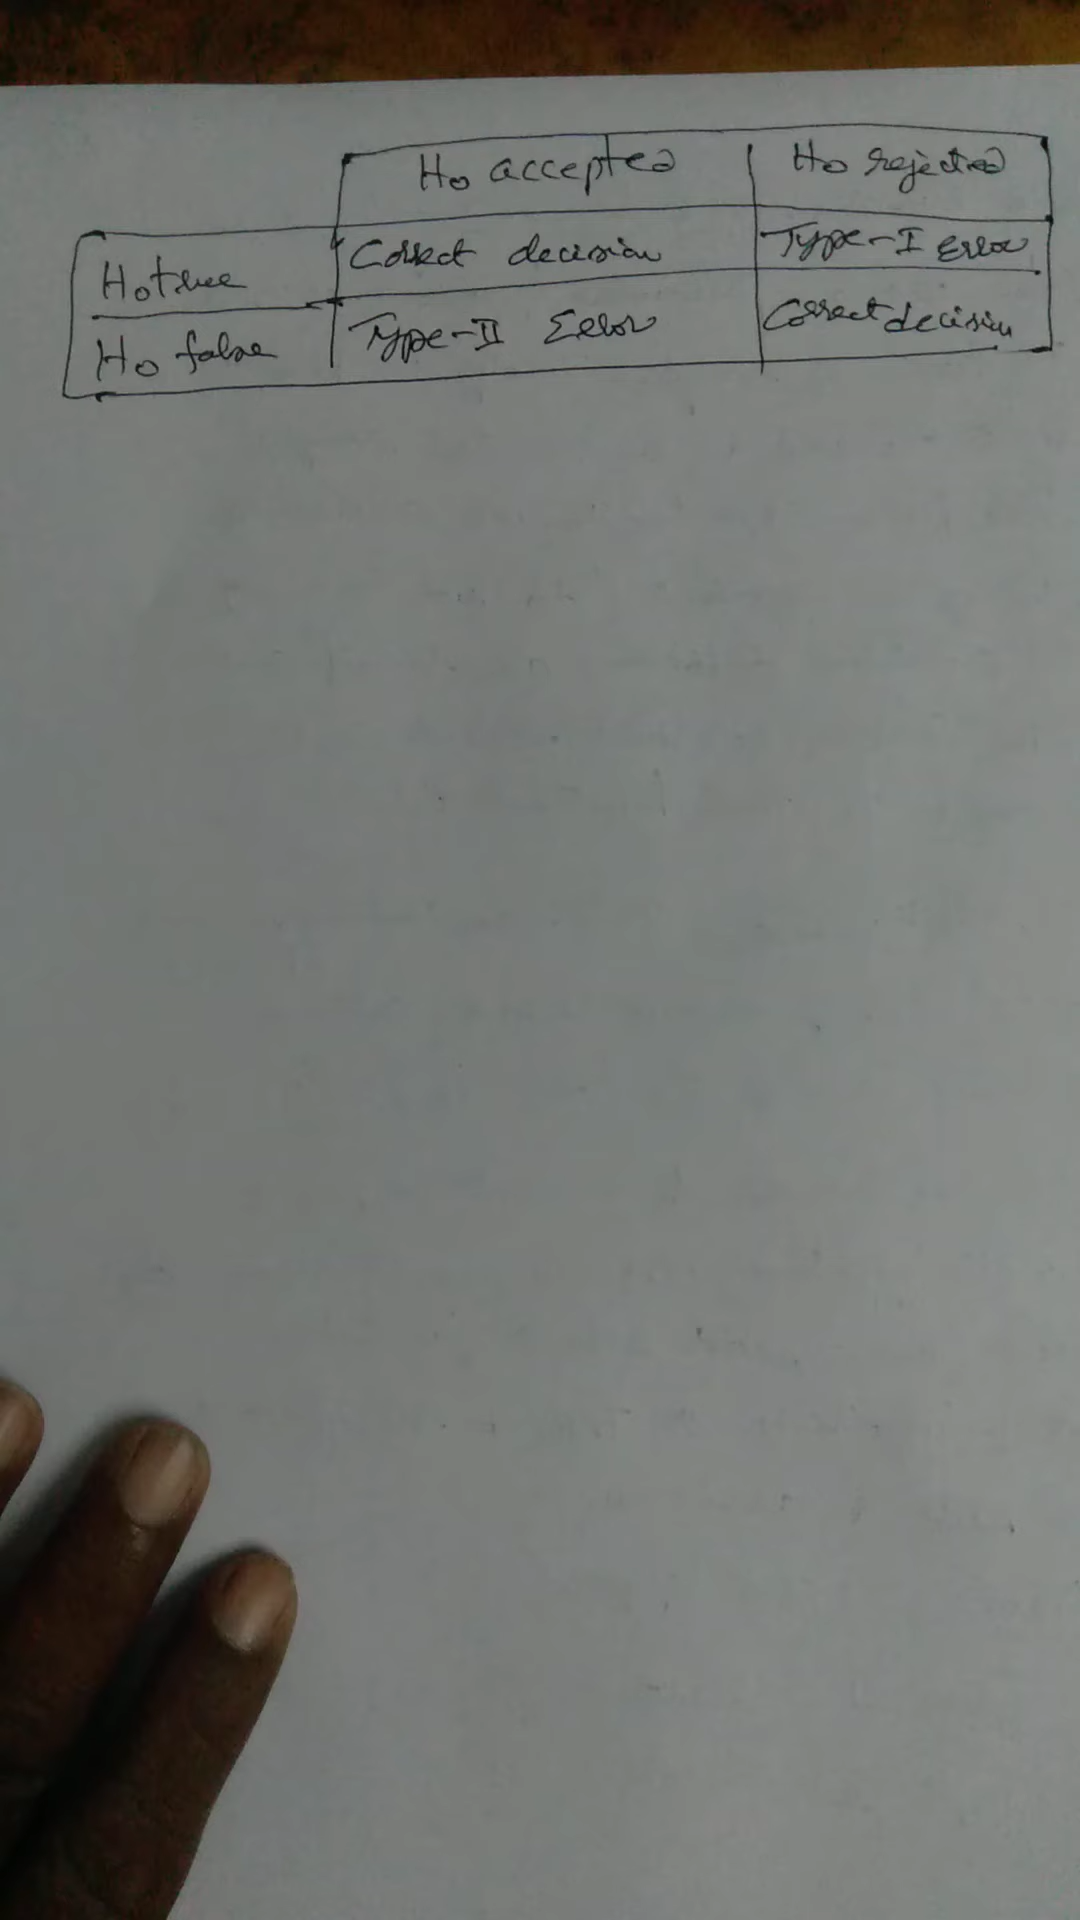 Ho accepted Ho rejected
Ho true Correct decision Type-I Error
Ho false Type-II Error Correct decision